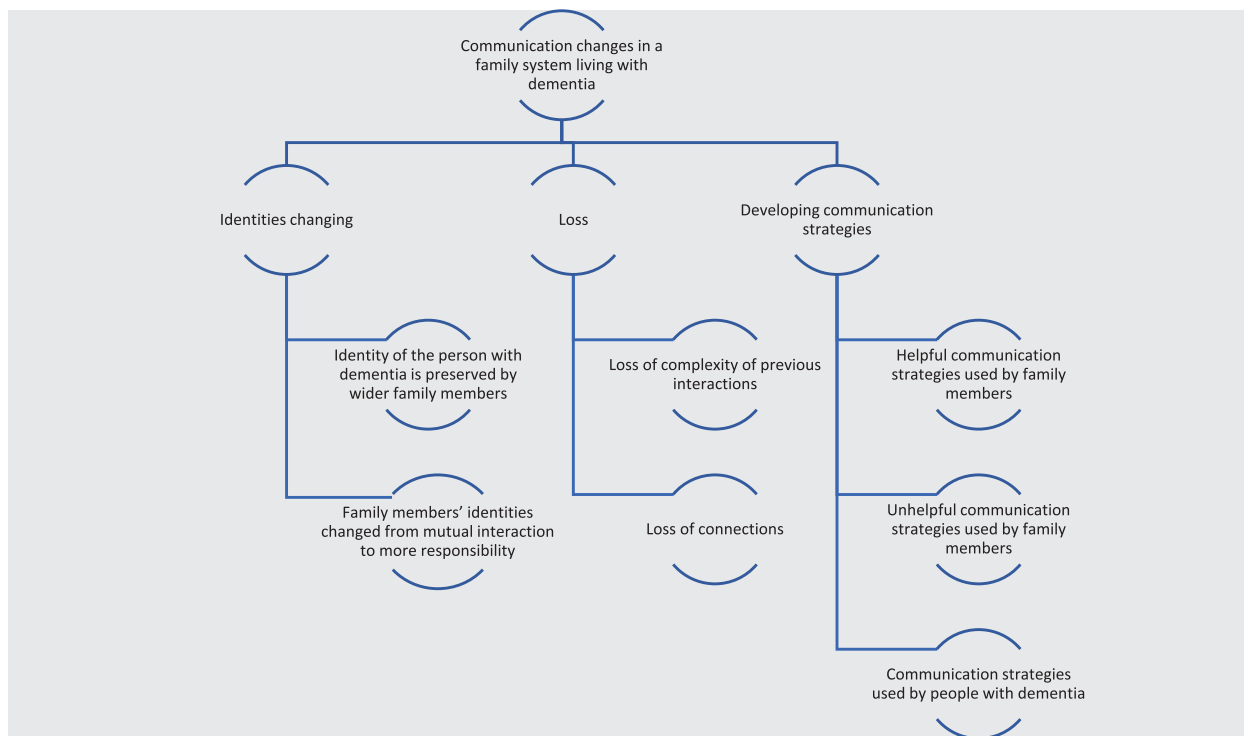 Communication changes in a
family system living with
dementia
Identities changing
Loss
Developing communication
strategies
Identity of the person with
dementia is preserved by
wider family members
Loss of complexity of previous
interactions
Helpful communication
strategies used by family
members
Family members’ identities
changed from mutual interaction
to more responsibility
Loss of connections
Unhelpful communication
strategies used by family
members
Communication strategies
used by people with dementia